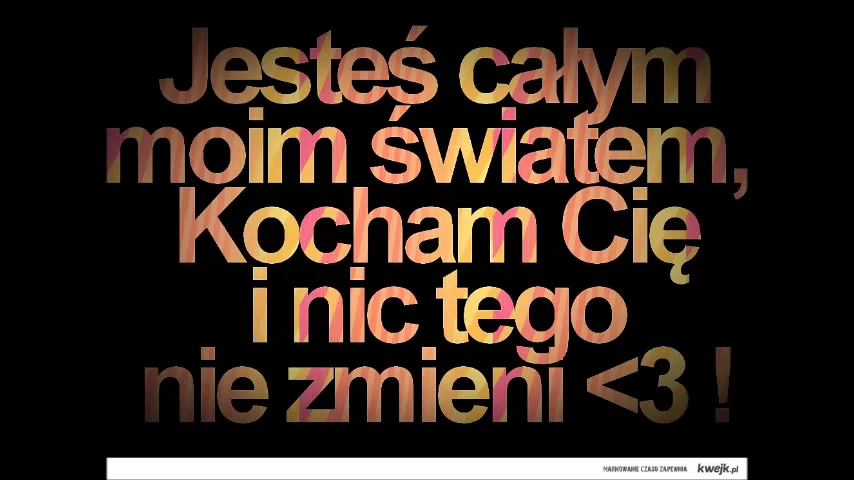 Jesteś całym
moim światem,
Kocham Cię
i nic tego
nie zmieni <3 !
MARNOWANIE CZASU ZAPEWNIA kwejk.pl